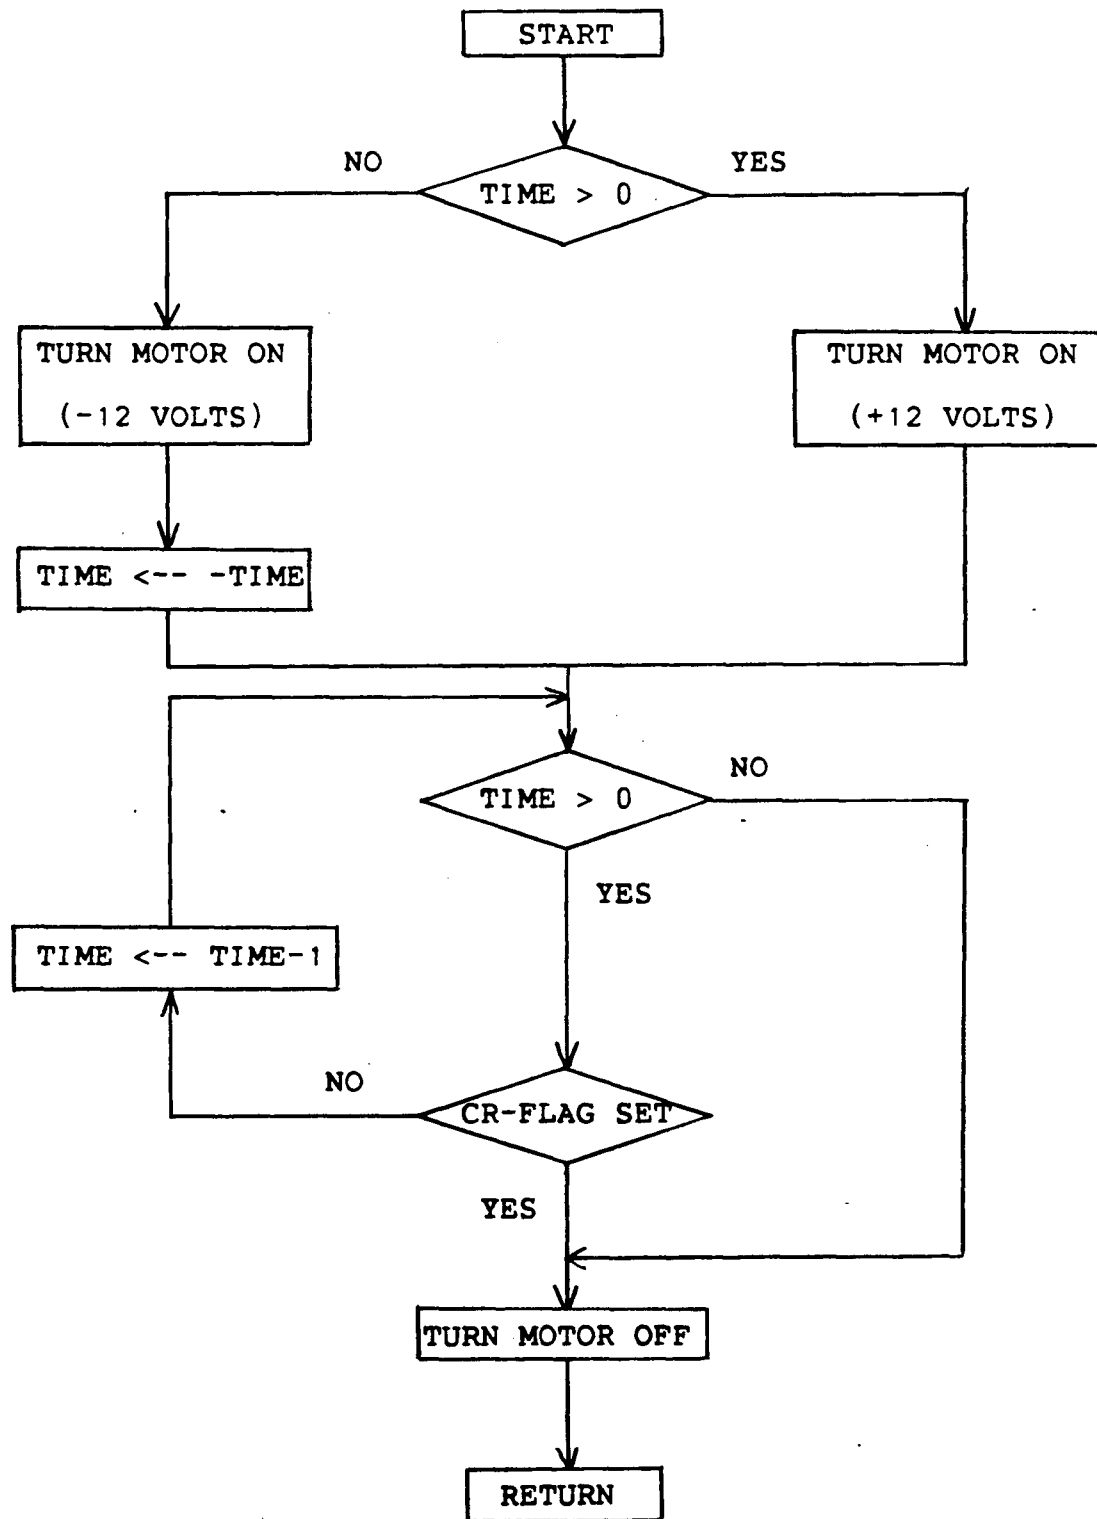 START
NO
YES
TIME > 0
TURN MOTOR ON
(-12 VOLTS)
TURN MOTOR ON
(+12 VOLTS)
TIME <-- -TIME
TIME > 0
NO
YES
TIME <-- TIME-1
NO
CR-FLAG SET
YES
TURN MOTOR OFF
RETURN